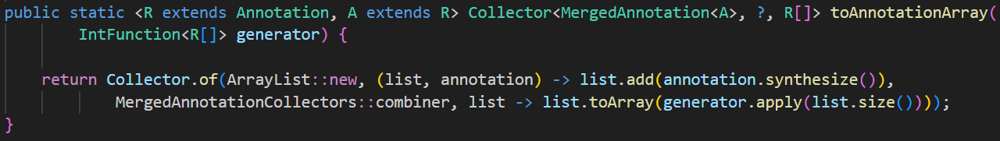 public static <R extends Annotation, A extends R> Collector<MergedAnnotation<A>, ?, R[]> toAnnotationArray(
        IntFunction<R[]> generator) {

    return Collector.of(ArrayList::new, (list, annotation) -> list.add(annotation.synthesize()),
            MergedAnnotationCollectors::combiner, list -> list.toArray(generator.apply(list.size())));
}